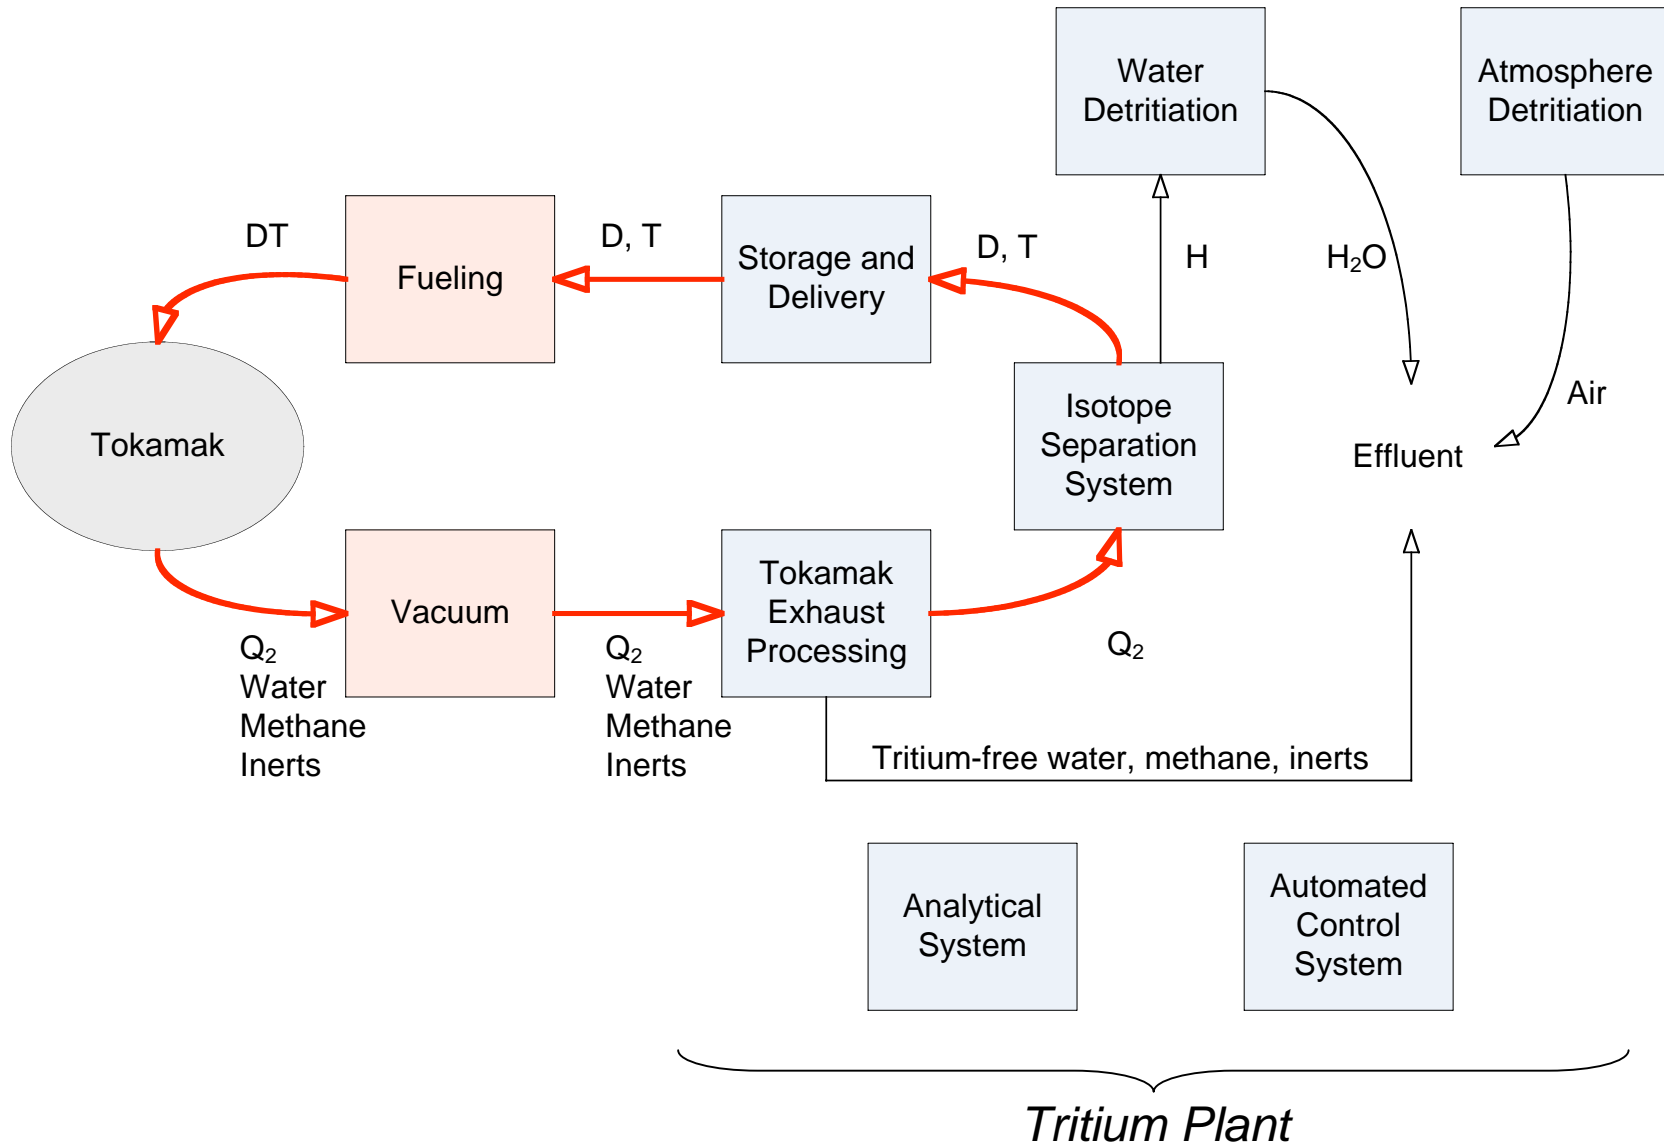 Water
Detritiation
Atmosphere
Detritiation
DT
Fueling
D, T
Storage and
Delivery
D, T
H
H₂O
Air
Tokamak
Isotope
Separation
System
Effluent
Vacuum
Tokamak
Exhaust
Processing
Q₂
Water
Methane
Inerts
Q₂
Water
Methane
Inerts
Q₂
Tritium-free water, methane, inerts
Analytical
System
Automated
Control
System
Tritium Plant